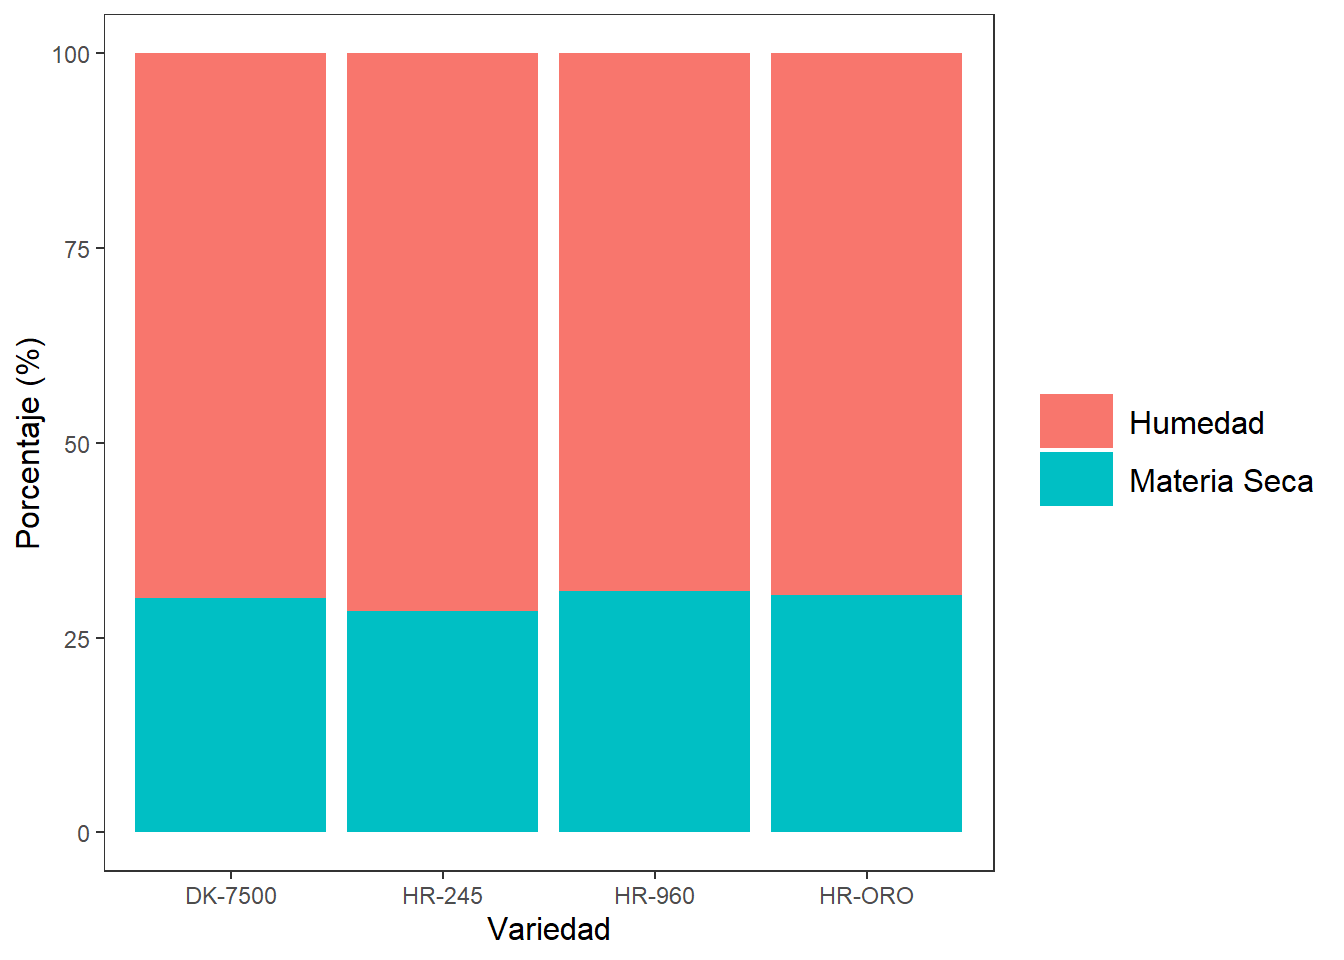 Porcentaje (%)
100
75
50
25
0
DK-7500 HR-245 HR-960 HR-ORO
Variedad
Humedad
Materia Seca